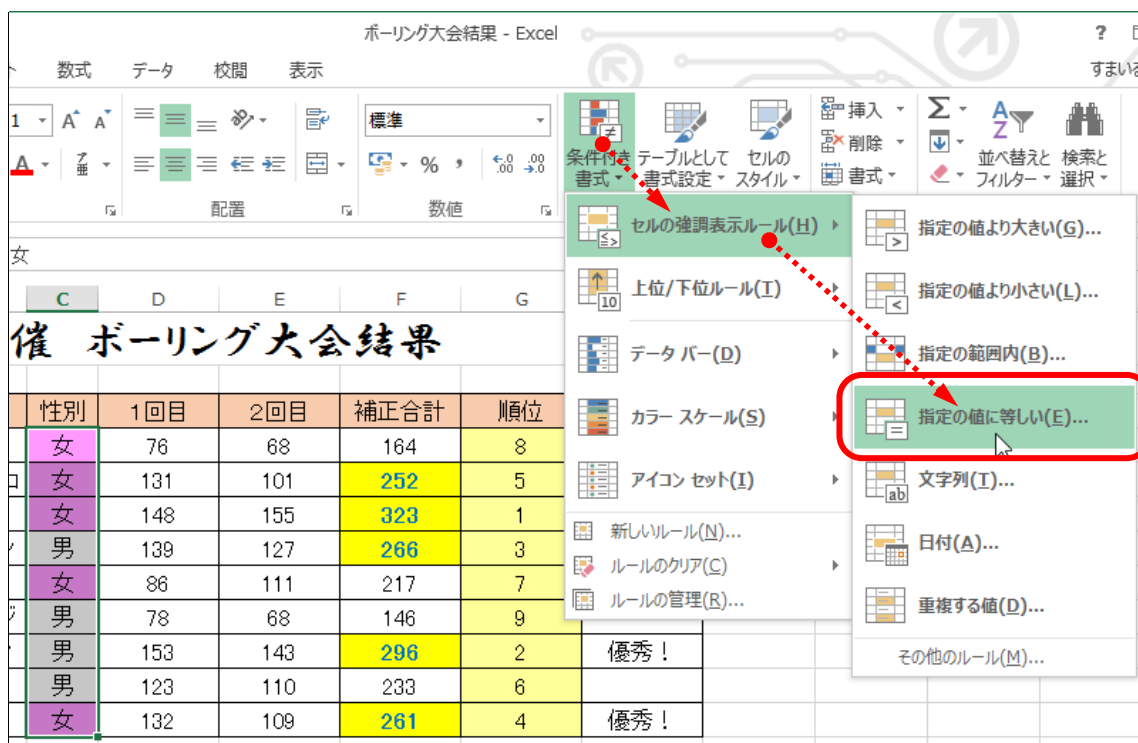 ボーリング大会結果 - Excel
?
数式 データ 校閲 表示
すまいる
1 標準
条件付き書式 テーブルとして書式設定 セルのスタイル
挿入
削除
書式
並べ替えとフィルター 検索と選択
配置 数値
女
セルの強調表示ルール(H)
上位/下位ルール(T)
データ バー(D)
カラー スケール(S)
アイコン セット(I)
新しいルール(N)...
ルールのクリア(C)
ルールの管理(R)...
指定の値より大きい(G)...
指定の値より小さい(L)...
指定の範囲内(B)...
指定の値に等しい(E)...
文字列(T)...
日付(A)...
重複する値(D)...
その他のルール(M)...
C D E F G
催 ボーリング大会結果
性別 1回目 2回目 補正合計 順位
女 76 68 164 8
女 131 101 252 5
女 148 155 323 1
男 139 127 266 3
女 86 111 217 7
男 78 68 146 9
男 153 143 296 2 優秀!
男 123 110 233 6
女 132 109 261 4 優秀!